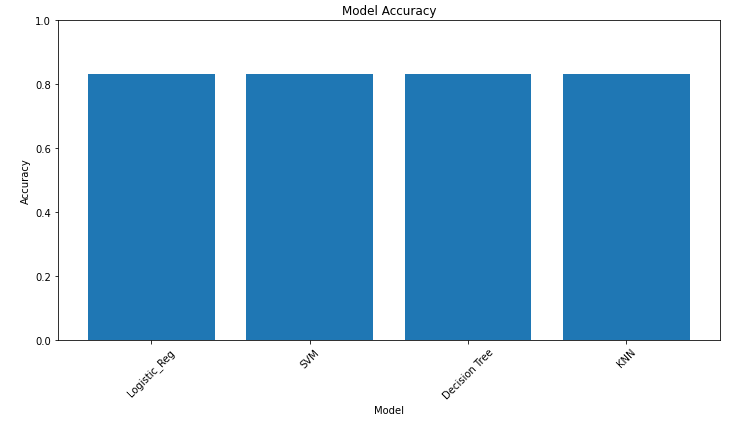 Model Accuracy
1.0
0.8
0.6
0.4
0.2
0.0
Accuracy
Logistic_Reg
SVM
Decision Tree
KNN
Model